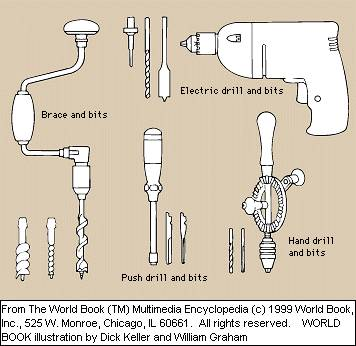 Electric drill and bits
Brace and bits
Hand drill
and bits
Push drill and bits
From The World Book (TM) Multimedia Encyclopedia (c) 1999 World Book,
Inc., 525 W. Monroe, Chicago, IL 60661. All rights reserved. WORLD
BOOK illustration by Dick Keller and William Graham